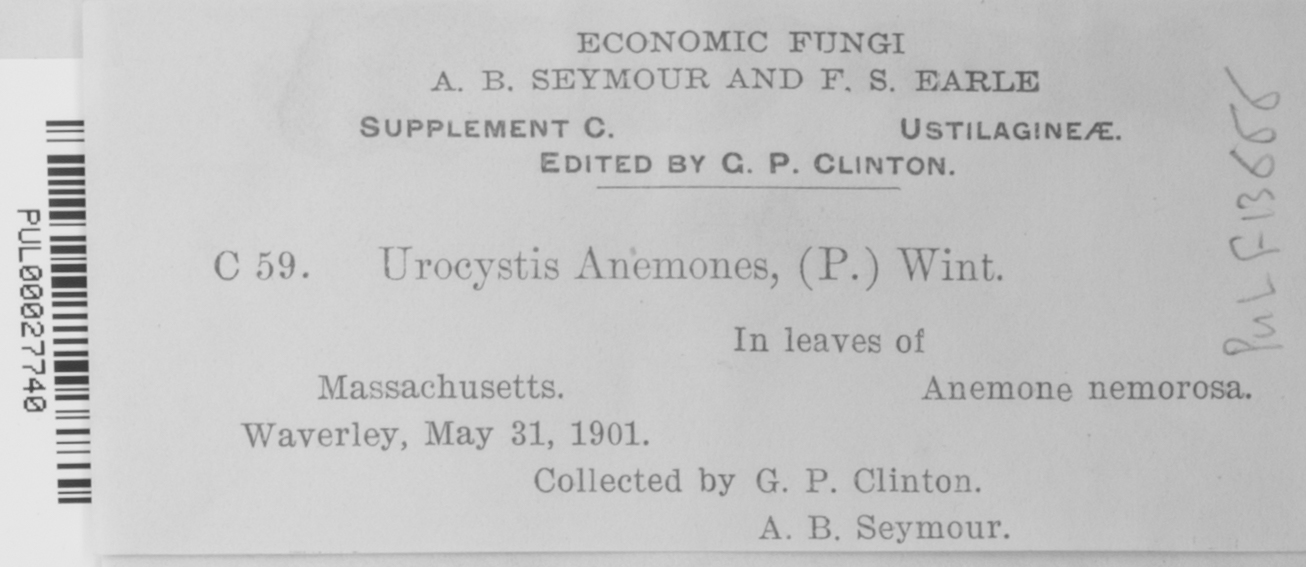 ECONOMIC FUNGI
A. B. SEYMOUR AND F. S. EARLE
SUPPLEMENT C. USTILAGINEÆ.
EDITED BY G. P. CLINTON.
C 59. Urocystis Anemones, (P.) Wint.
In leaves of
Massachusetts. Anemone nemorosa.
Waverley, May 31, 1901.
Collected by G. P. Clinton.
A. B. Seymour.
PUL00027740
PUL F13666